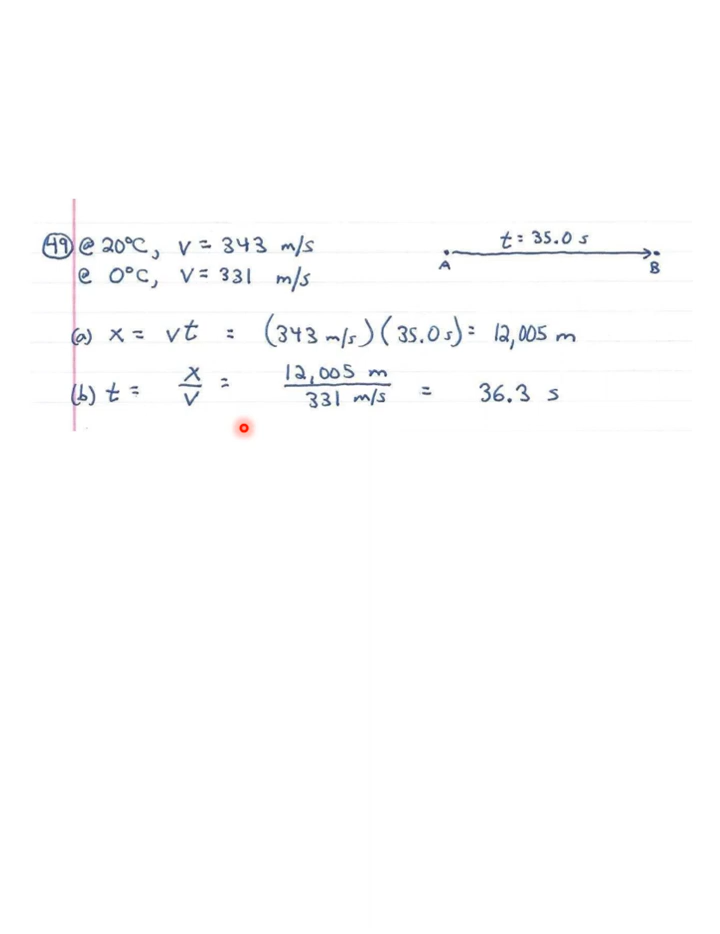 49 @ 20°C, v = 343 m/s
t = 35.0 s
A B
@ 0°C, v = 331 m/s
(a) x = vt = (343 m/s)(35.0 s) = 12,005 m
(b) t = x/v = 12,005 m / 331 m/s = 36.3 s